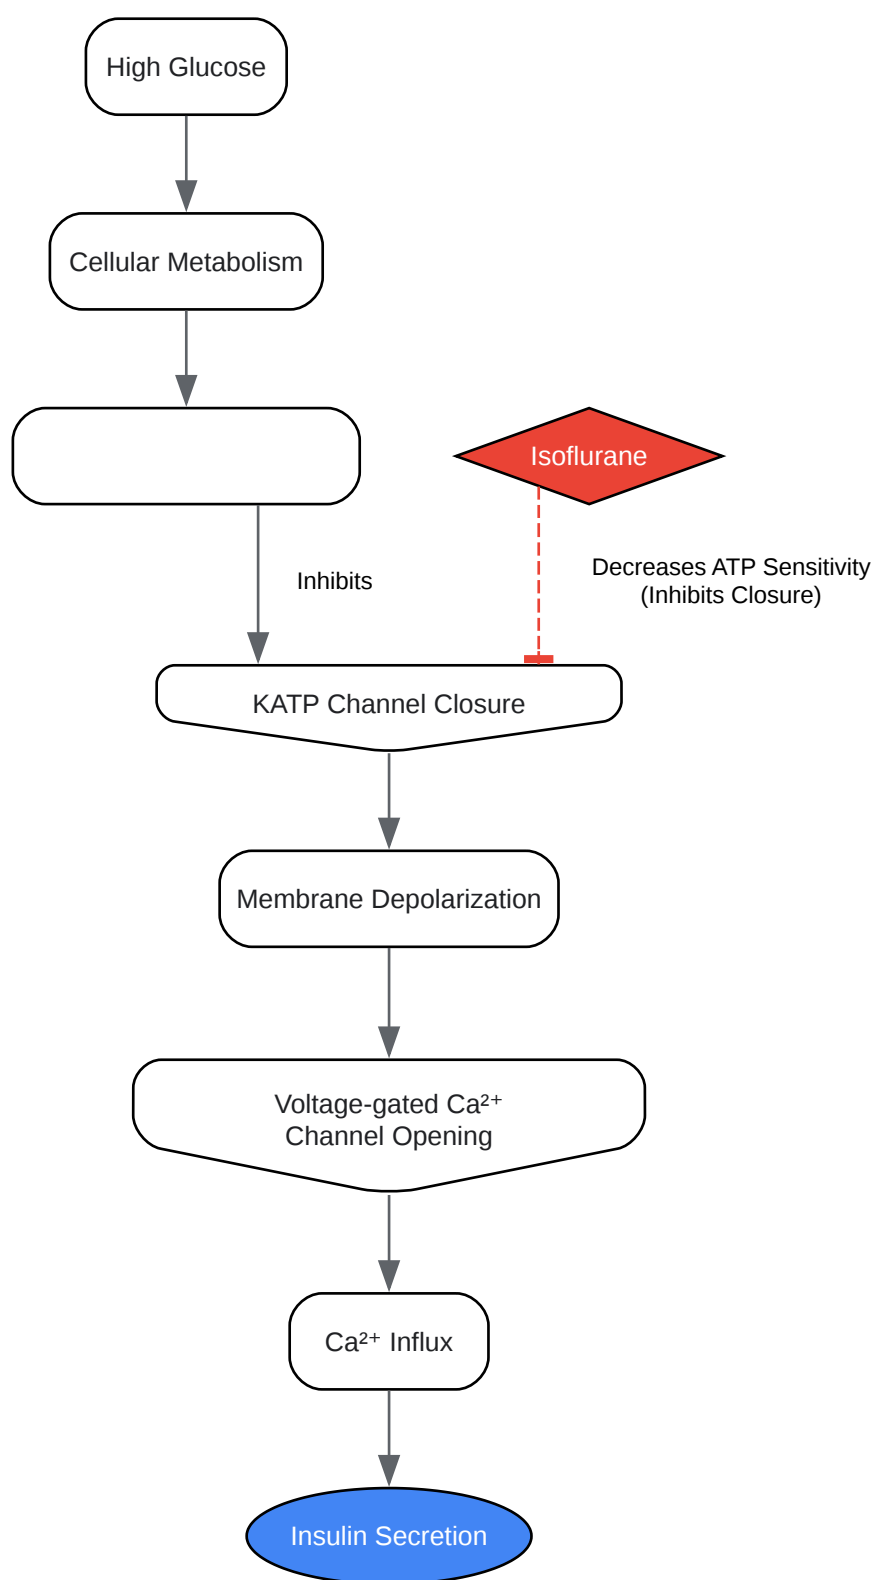 High Glucose
Cellular Metabolism
Isoflurane
Inhibits
Decreases ATP Sensitivity
(Inhibits Closure)
KATP Channel Closure
Membrane Depolarization
Voltage-gated Ca²⁺
Channel Opening
Ca²⁺ Influx
Insulin Secretion